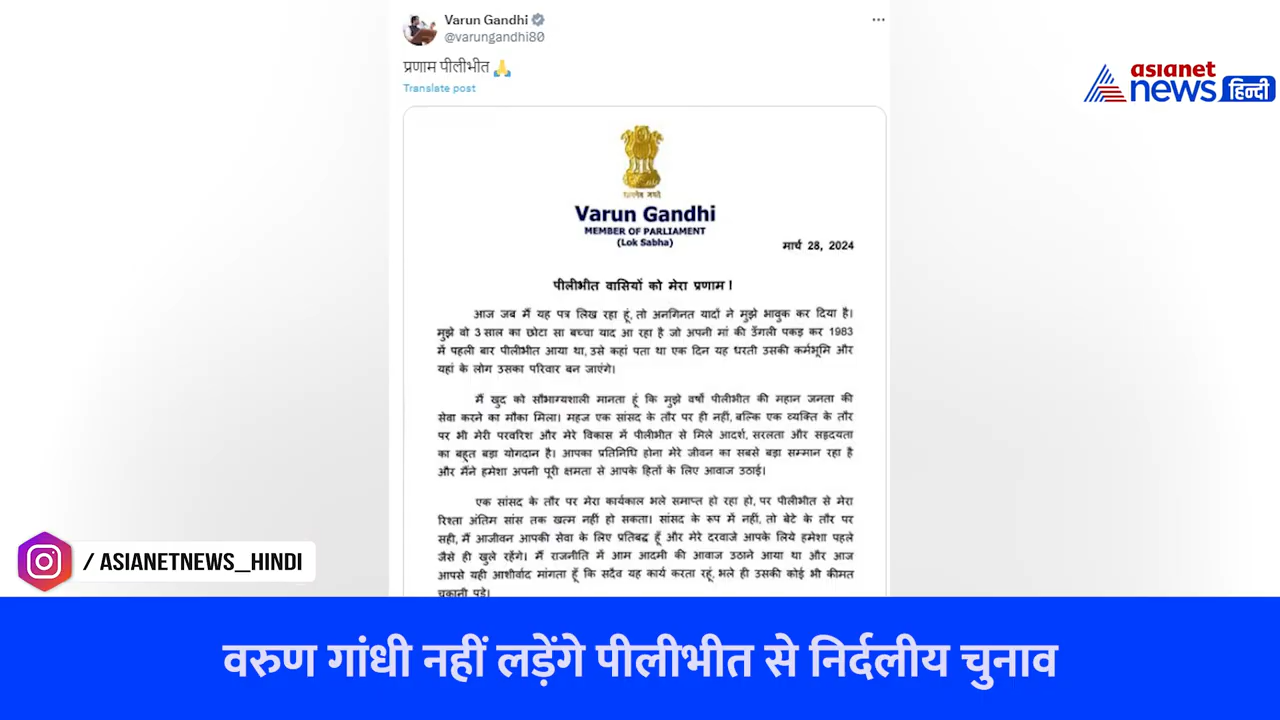 Varun Gandhi
@varungandhi80
प्रणाम पीलीभीत 🙏
Translate post
asianet
news हिन्दी
Varun Gandhi
MEMBER OF PARLIAMENT
(Lok Sabha)
मार्च 28, 2024
पीलीभीत वासियों को मेरा प्रणाम !
आज जब मैं यह पत्र लिख रहा हूं, तो अनगिनत यादों ने मुझे भावुक कर दिया है।
मुझे वो 3 साल का छोटा सा बच्चा याद आ रहा है जो अपनी मां की उँगली पकड़ कर 1983
में पहली बार पीलीभीत आया था, उसे कहां पता था एक दिन यह धरती उसकी कर्मभूमि और
यहां के लोग उसका परिवार बन जाएंगे।
मैं खुद को सौभाग्यशाली मानता हूं कि मुझे वर्षों पीलीभीत की महान जनता की
सेवा करने का मौका मिला। महज एक सांसद के तौर पर ही नहीं, बल्कि एक व्यक्ति के तौर
पर भी मेरी परवरिश और मेरे विकास में पीलीभीत से मिले आदर्श, सरलता और सहृदयता
का बहुत बड़ा योगदान है। आपका प्रतिनिधि होना मेरे जीवन का सबसे बड़ा सम्मान रहा है
और मैंने हमेशा अपनी पूरी क्षमता से आपके हितों के लिए आवाज उठाई।
एक सांसद के तौर पर मेरा कार्यकाल भले समाप्त हो रहा हो, पर पीलीभीत से मेरा
रिश्ता अंतिम सांस तक खत्म नहीं हो सकता। सांसद के रूप में नहीं, तो बेटे के तौर पर
सही, मैं आजीवन आपकी सेवा के लिए प्रतिबद्ध हूँ और मेरे दरवाजे आपके लिये हमेशा पहले
जैसे ही खुले रहेंगे। मैं राजनीति में आम आदमी की आवाज उठाने आया था और आज
आपसे यही आशीर्वाद मांगता हूँ कि सदैव यह कार्य करता रहूं, भले ही उसकी कोई भी कीमत
चुकानी पड़े।
/ ASIANETNEWS_HINDI
वरुण गांधी नहीं लड़ेंगे पीलीभीत से निर्दलीय चुनाव